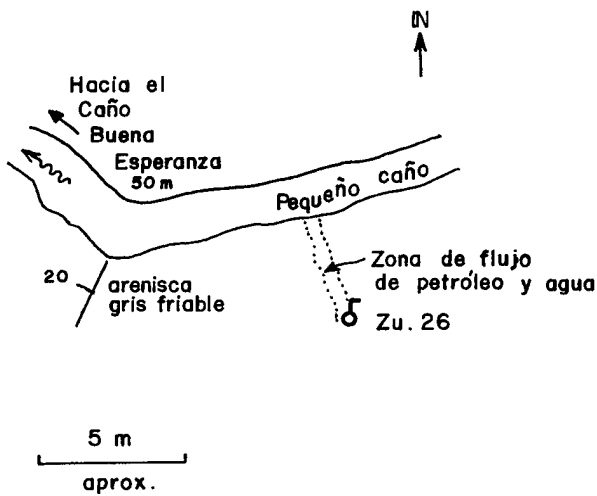 N
Hacia el
Caño
Buena
Esperanza
50 m
Pequeño caño
Zona de flujo
de petróleo y agua
20
arenisca
gris friable
Zu. 26
5 m
aprox.